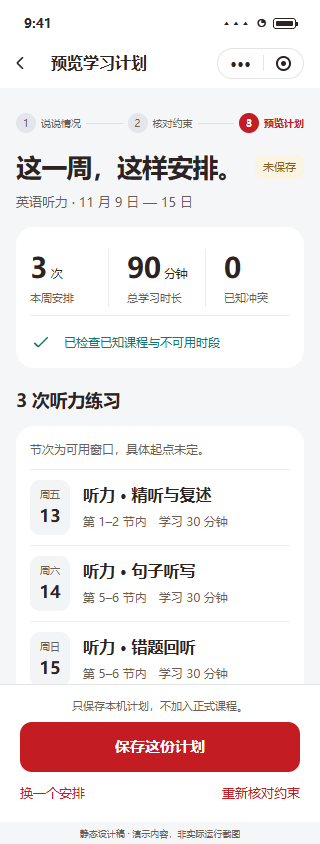 9:41
预览学习计划
1 说说情况 2 核对约束 3 预览计划
这一周，这样安排。 未保存
英语听力 · 11 月 9 日 — 15 日
3 次 90 分钟 0
本周安排 总学习时长 已知冲突
已检查已知课程与不可用时段
3 次听力练习
节次为可用窗口，具体起点未定。
周五 听力 · 精听与复述
13 第 1–2 节内 学习 30 分钟
周六 听力 · 句子听写
14 第 5–6 节内 学习 30 分钟
周日 听力 · 错题回听
15 第 5–6 节内 学习 30 分钟
只保存本机计划，不加入正式课程。
保存这份计划
换一个安排 重新核对约束
静态设计稿 · 演示内容，非实际运行截图